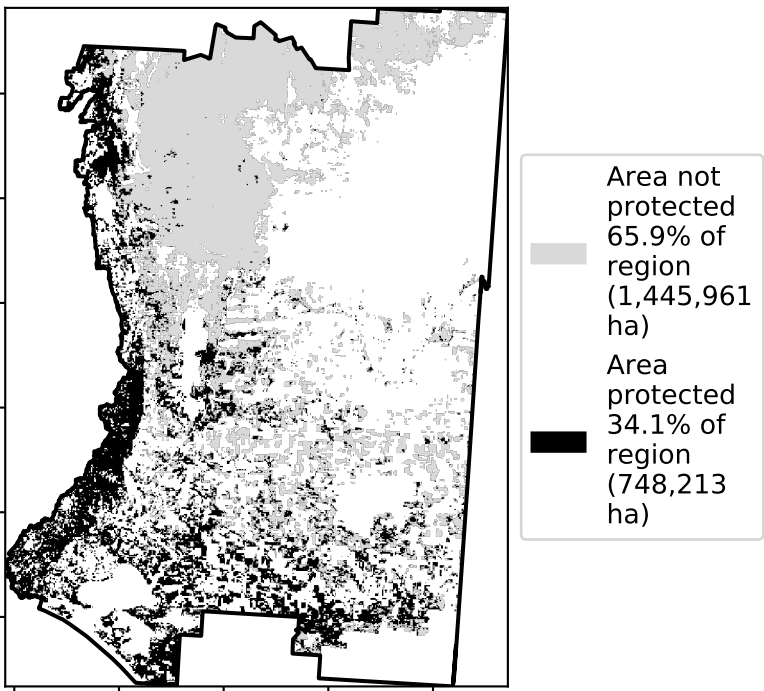 Area not
protected
65.9% of
region
(1,445,961
ha)
Area
protected
34.1% of
region
(748,213
ha)